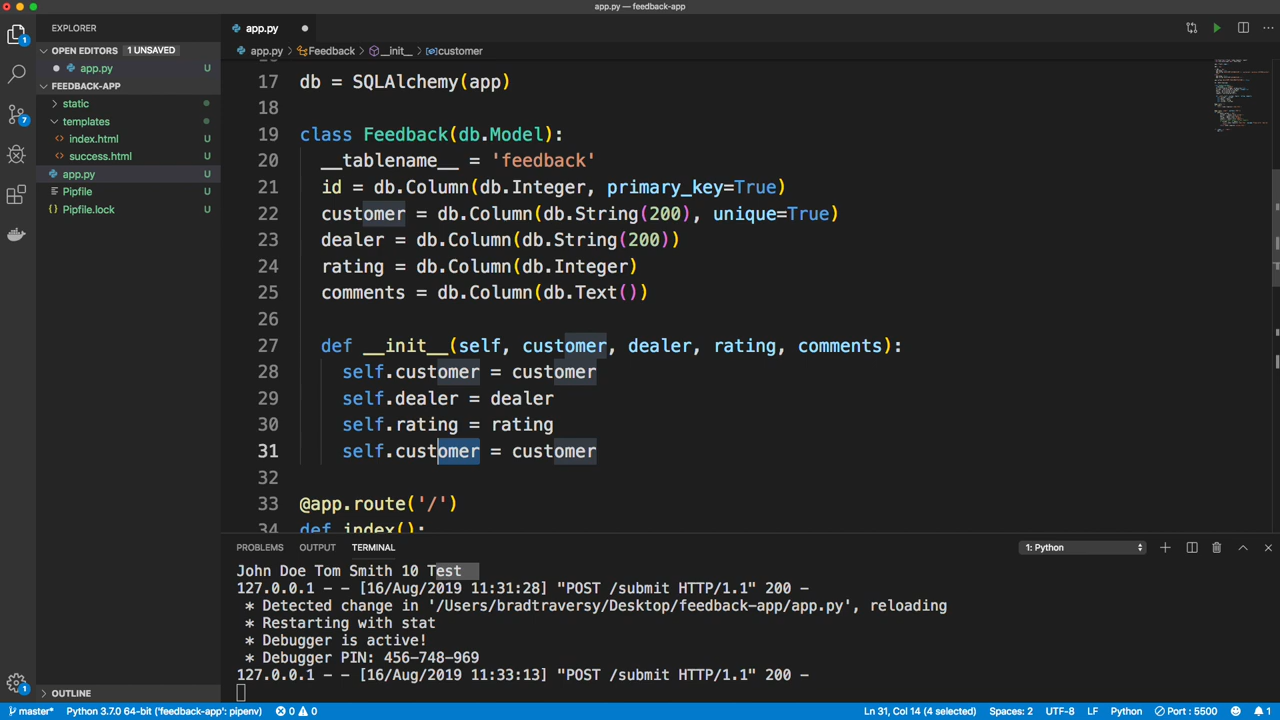 app.py — feedback-app
EXPLORER
app.py
OPEN EDITORS 1 UNSAVED
app.py U
app.py Feedback __init__ customer
FEEDBACK-APP
static
templates
index.html U
success.html U
app.py U
Pipfile U
Pipfile.lock U
OUTLINE
1
7
1
17 db = SQLAlchemy(app)
18
19 class Feedback(db.Model):
20 __tablename__ = 'feedback'
21 id = db.Column(db.Integer, primary_key=True)
22 customer = db.Column(db.String(200), unique=True)
23 dealer = db.Column(db.String(200))
24 rating = db.Column(db.Integer)
25 comments = db.Column(db.Text())
26
27 def __init__(self, customer, dealer, rating, comments):
28 self.customer = customer
29 self.dealer = dealer
30 self.rating = rating
31 self.customer = customer
32
33 @app.route('/')
34 def index():
PROBLEMS OUTPUT TERMINAL 1: Python
John Doe Tom Smith 10 Test
127.0.0.1 - - [16/Aug/2019 11:31:28] "POST /submit HTTP/1.1" 200 -
* Detected change in '/Users/bradtraversy/Desktop/feedback-app/app.py', reloading
* Restarting with stat
* Debugger is active!
* Debugger PIN: 456-748-969
127.0.0.1 - - [16/Aug/2019 11:33:13] "POST /submit HTTP/1.1" 200 -
master* Python 3.7.0 64-bit ('feedback-app': pipenv) 0 0 Ln 31, Col 14 (4 selected) Spaces: 2 UTF-8 LF Python Port : 5500 1